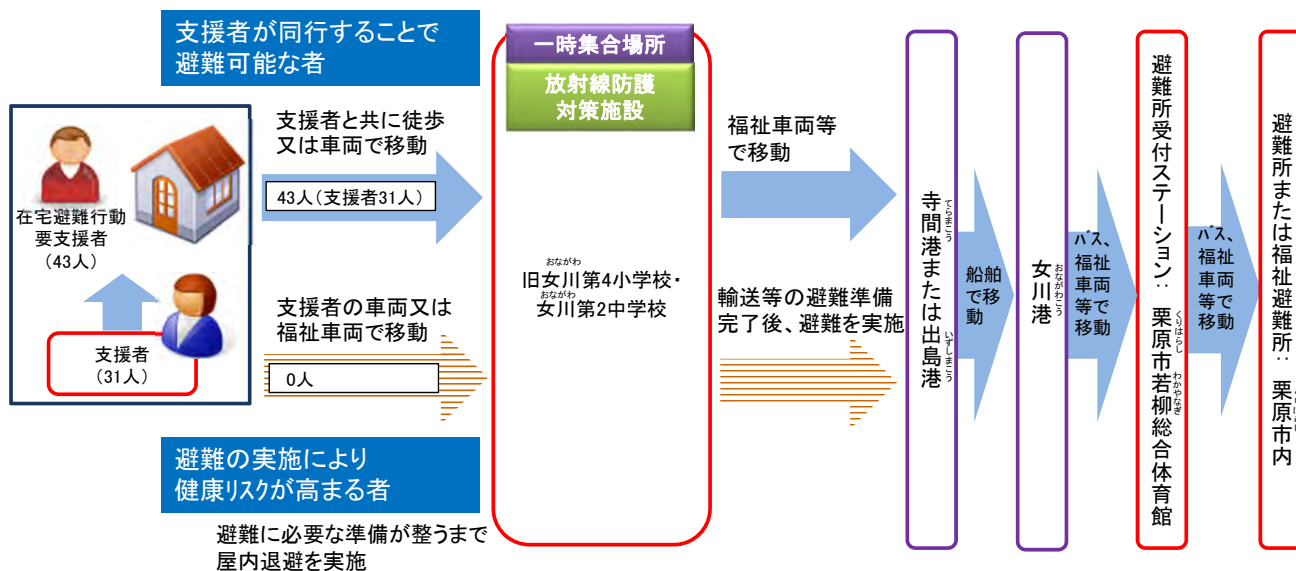 支援者が同行することで
避難可能な者
在宅避難行動
要支援者
(43人)
支援者
(31人)
支援者と共に徒歩
又は車両で移動
43人(支援者31人)
支援者の車両又は
福祉車両で移動
0人
避難の実施により
健康リスクが高まる者
避難に必要な準備が整うまで
屋内退避を実施
一時集合場所
放射線防護
対策施設
おながわ
旧女川第4小学校・
おながわ
女川第2中学校
福祉車両等
で移動
輸送等の避難準備
完了後、避難を実施
寺間港または出島港
てらまこう
いずしまこう
船舶
で移
動
女川港
おながわこう
バス、
福祉
車両
等で
移動
避難所受付ステーション: 栗原市若柳総合体育館
くりはらし
わかやなぎ
バス、
福祉
車両
等で
移動
避難所または福祉避難所: 栗原市内